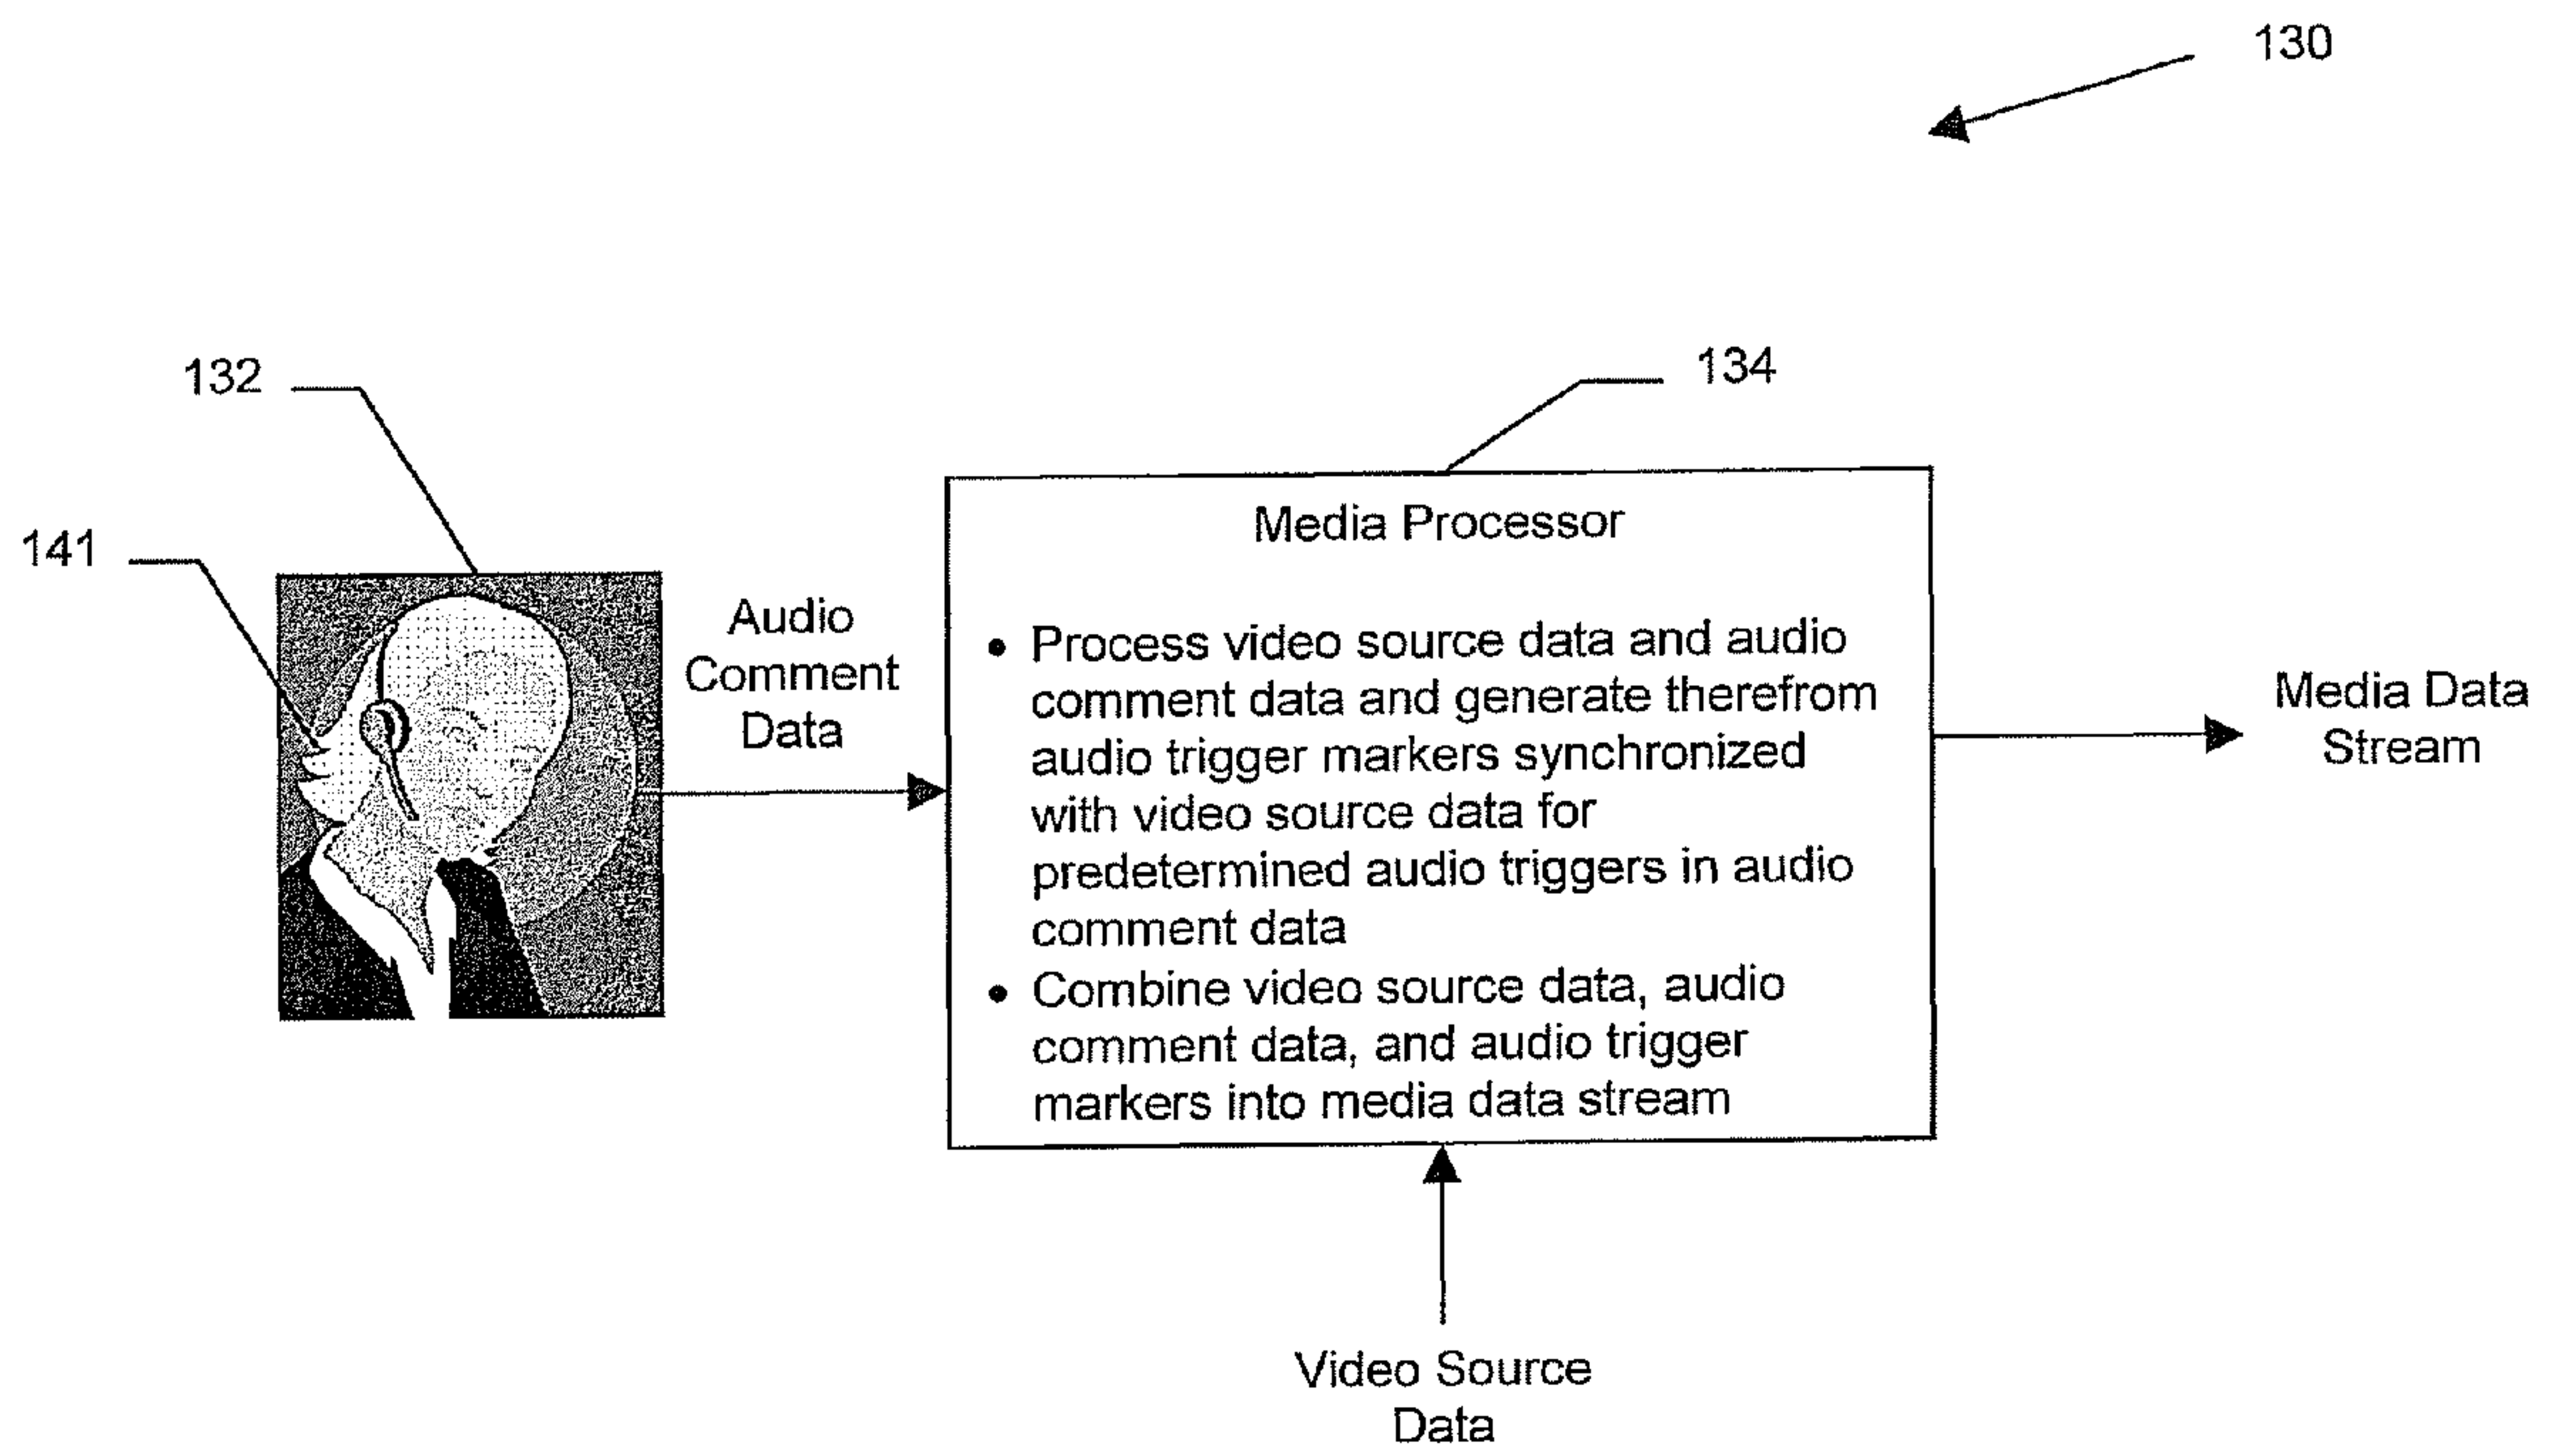 130
132
134
141
Audio
Comment
Data
Media Processor
• Process video source data and audio
comment data and generate therefrom
audio trigger markers synchronized
with video source data for
predetermined audio triggers in audio
comment data
• Combine video source data, audio
comment data, and audio trigger
markers into media data stream
Media Data
Stream
Video Source
Data